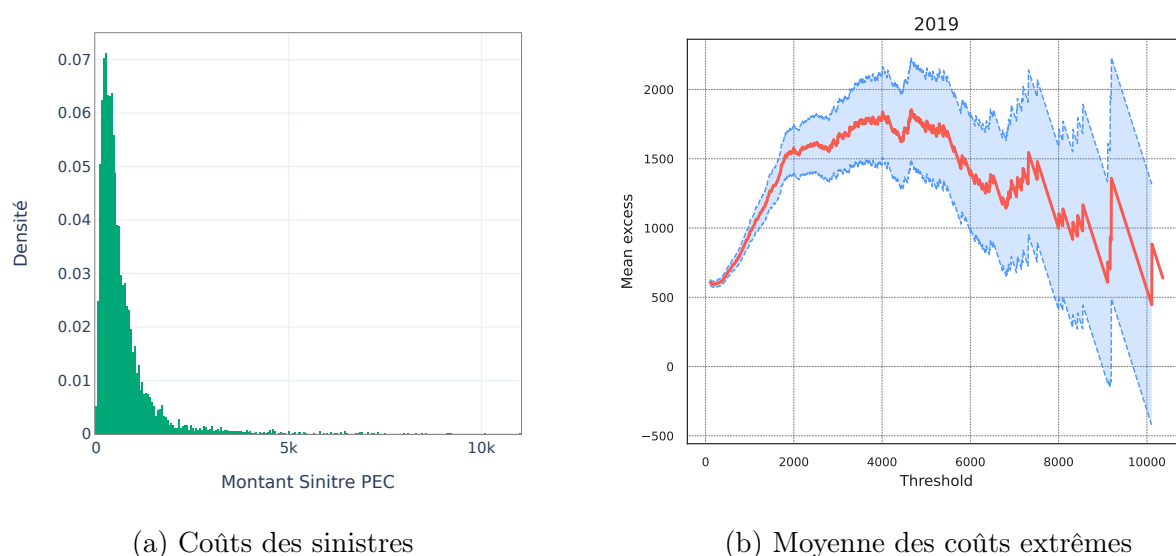 0.07
0.06
0.05
0.04
0.03
0.02
0.01
0
0 5k 10k
Densité
Montant Sinitre PEC
(a) Coûts des sinistres
2019
2000
1500
1000
500
0
−500
0 2000 4000 6000 8000 10000
Mean excess
Threshold
(b) Moyenne des coûts extrêmes